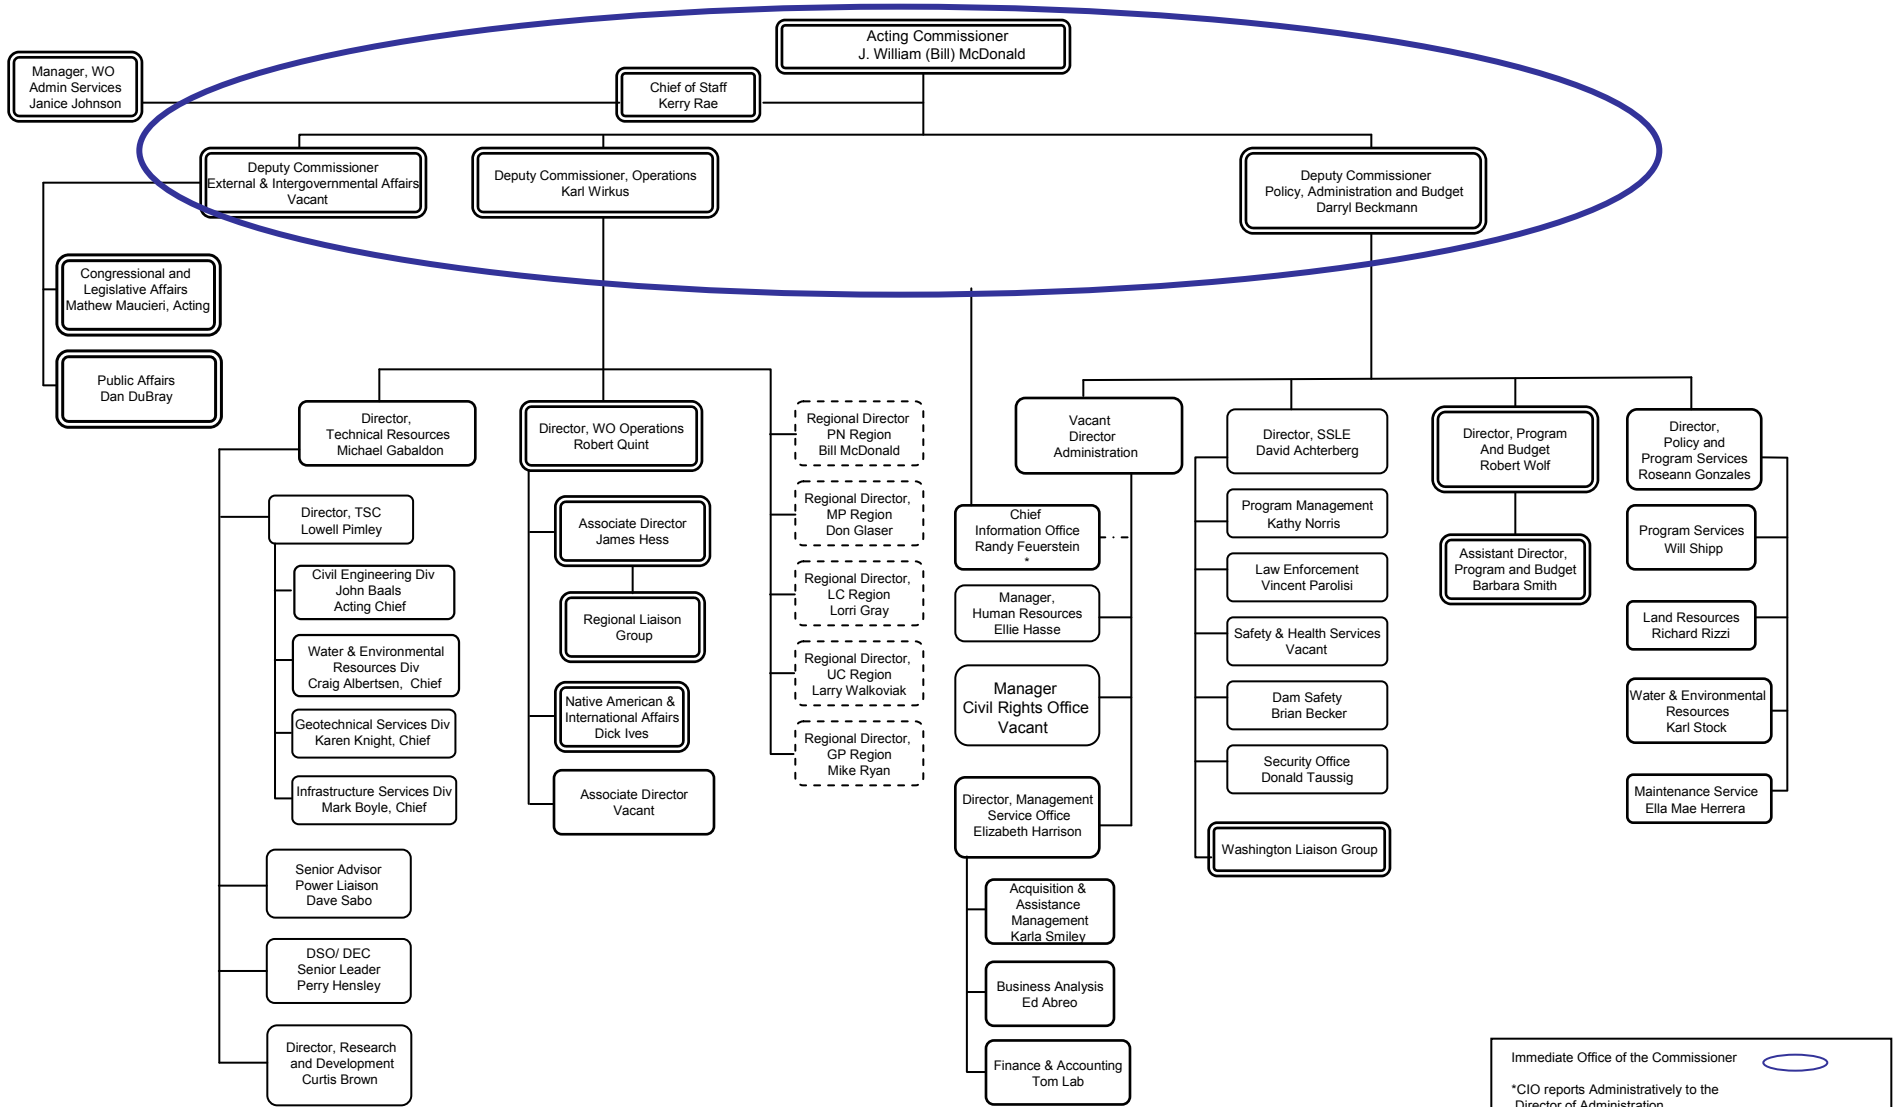 Acting Commissioner
J. William (Bill) McDonald
Manager, WO
Admin Services
Janice Johnson
Chief of Staff
Kerry Rae
Deputy Commissioner
External & Intergovernmental Affairs
Vacant
Deputy Commissioner, Operations
Karl Wirkus
Deputy Commissioner
Policy, Administration and Budget
Darryl Beckmann
Congressional and
Legislative Affairs
Mathew Maucieri, Acting
Public Affairs
Dan DuBray
Director,
Technical Resources
Michael Gabaldon
Director, TSC
Lowell Pimley
Civil Engineering Div
John Baals
Acting Chief
Water & Environmental
Resources Div
Craig Albertsen, Chief
Geotechnical Services Div
Karen Knight, Chief
Infrastructure Services Div
Mark Boyle, Chief
Senior Advisor
Power Liaison
Dave Sabo
DSO/ DEC
Senior Leader
Perry Hensley
Director, Research
and Development
Curtis Brown
Director, WO Operations
Robert Quint
Associate Director
James Hess
Regional Liaison
Group
Native American &
International Affairs
Dick Ives
Associate Director
Vacant
Regional Director
PN Region
Bill McDonald
Regional Director,
MP Region
Don Glaser
Regional Director,
LC Region
Lorri Gray
Regional Director,
UC Region
Larry Walkoviak
Regional Director,
GP Region
Mike Ryan
Vacant
Director
Administration
Chief
Information Office
Randy Feuerstein
*
Manager,
Human Resources
Ellie Hasse
Manager
Civil Rights Office
Vacant
Director, Management
Service Office
Elizabeth Harrison
Acquisition &
Assistance
Management
Karla Smiley
Business Analysis
Ed Abreo
Finance & Accounting
Tom Lab
Director, SSLE
David Achterberg
Program Management
Kathy Norris
Law Enforcement
Vincent Parolisi
Safety & Health Services
Vacant
Dam Safety
Brian Becker
Security Office
Donald Taussig
Washington Liaison Group
Director, Program
And Budget
Robert Wolf
Assistant Director,
Program and Budget
Barbara Smith
Director,
Policy and
Program Services
Roseann Gonzales
Program Services
Will Shipp
Land Resources
Richard Rizzi
Water & Environmental
Resources
Karl Stock
Maintenance Service
Ella Mae Herrera
Immediate Office of the Commissioner
*CIO reports Administratively to the
Director of Administration